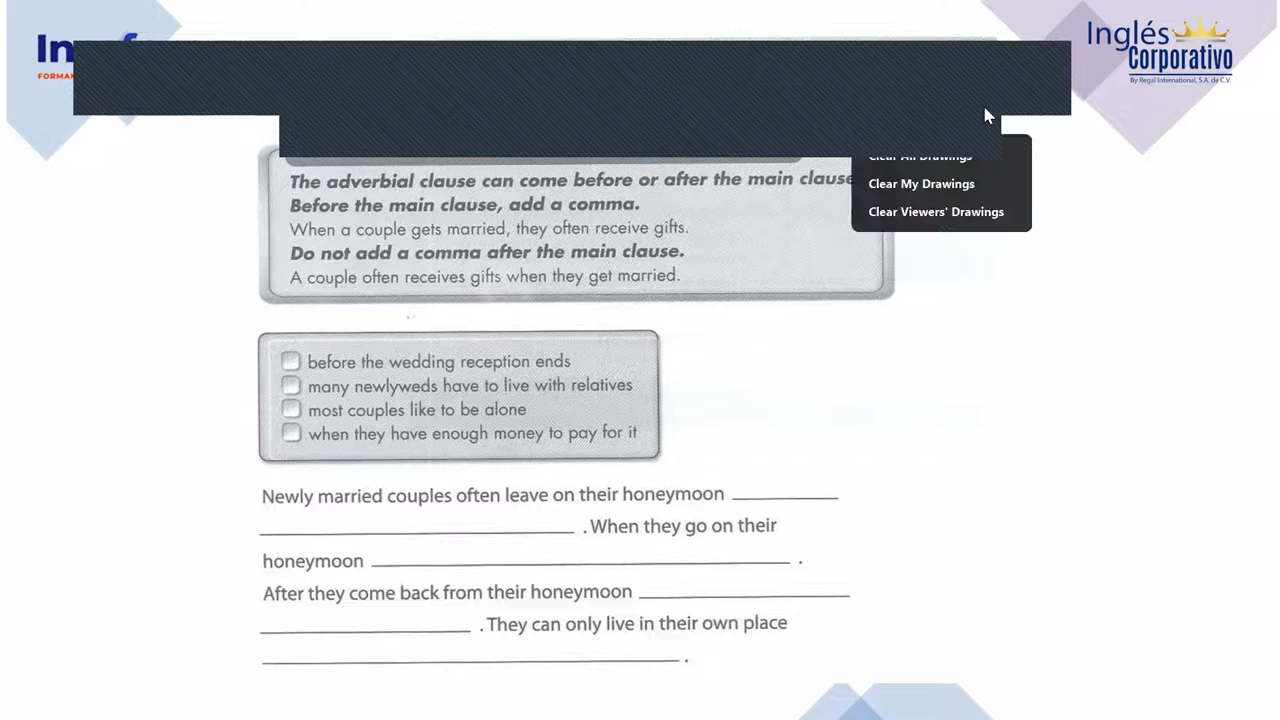 Inglés
Corporativo
By Regal International, S.A. de C.V.
Clear All Drawings
The adverbial clause can come before or after the main clause
Clear My Drawings
Before the main clause, add a comma.
Clear Viewers' Drawings
When a couple gets married, they often receive gifts.
Do not add a comma after the main clause.
A couple often receives gifts when they get married.
before the wedding reception ends
many newlyweds have to live with relatives
most couples like to be alone
when they have enough money to pay for it
Newly married couples often leave on their honeymoon
. When they go on their
honeymoon .
After they come back from their honeymoon
. They can only live in their own place
.